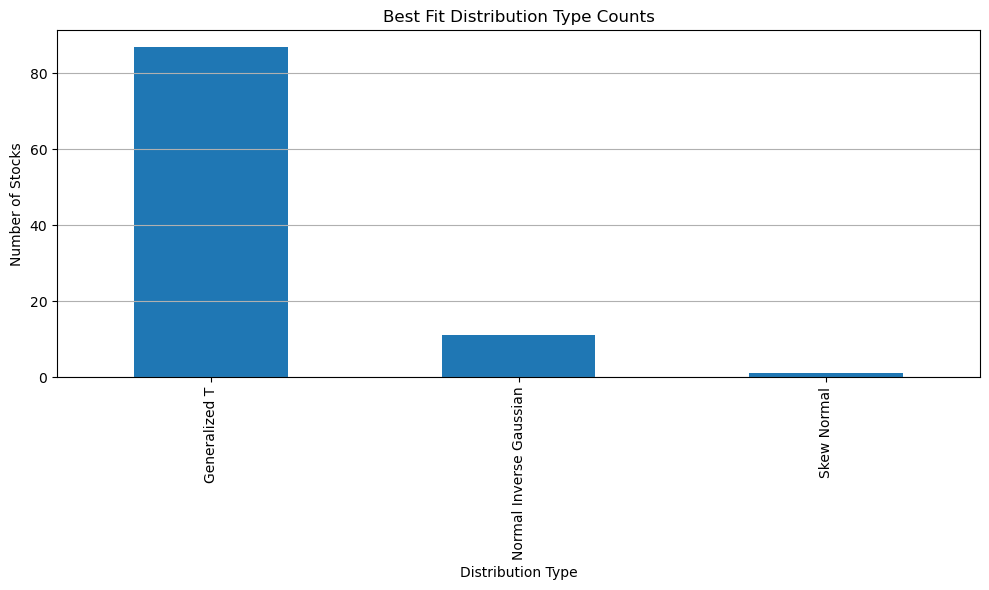 Best Fit Distribution Type Counts
Number of Stocks
80
60
40
20
0
Generalized T
Normal Inverse Gaussian
Skew Normal
Distribution Type